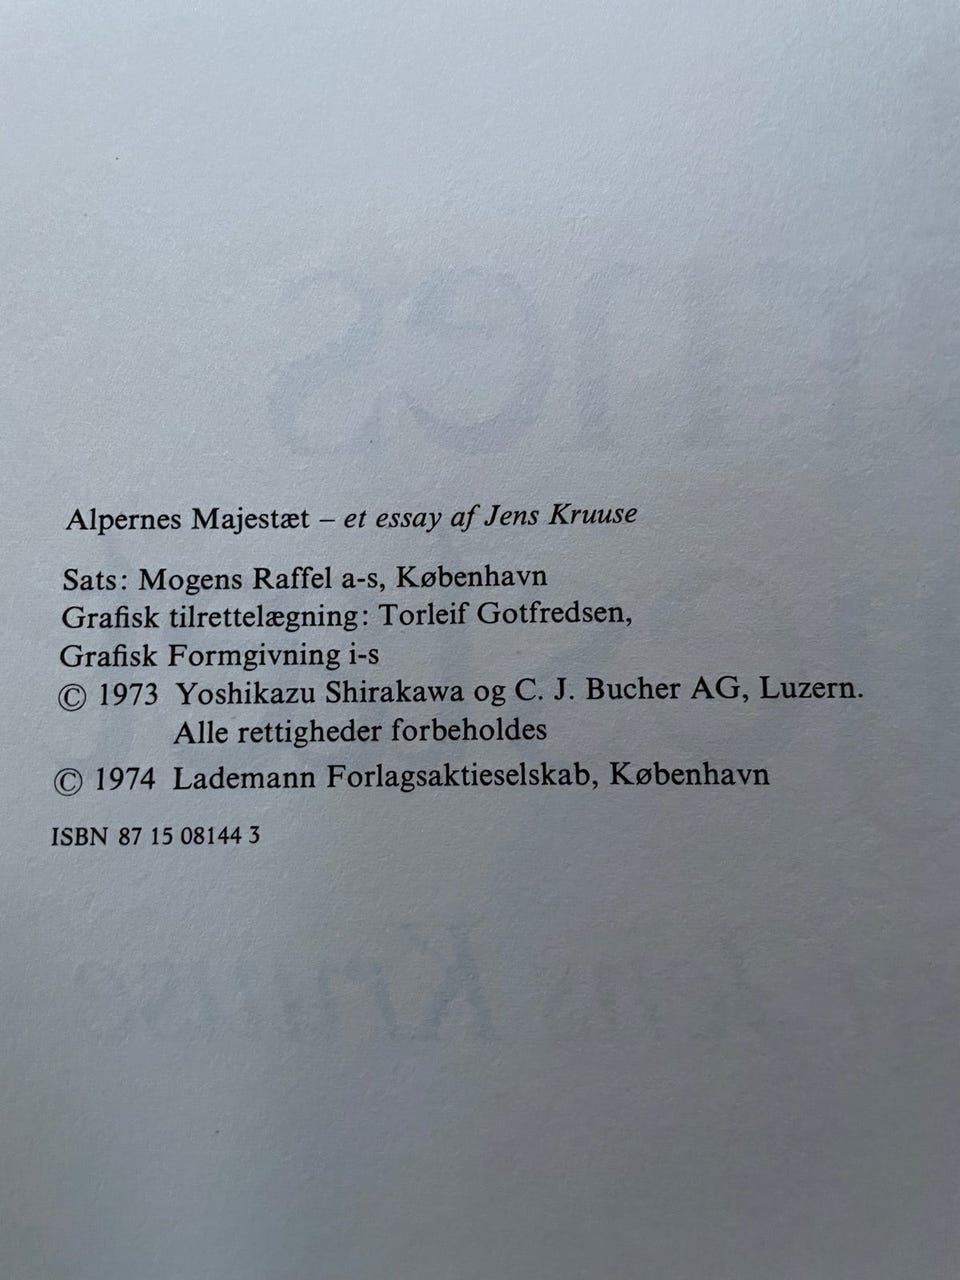 Alpernes Majestæt – et essay af Jens Kruuse
Sats: Mogens Raffel a-s, København
Grafisk tilrettelægning: Torleif Gotfredsen,
Grafisk Formgivning i-s
© 1973 Yoshikazu Shirakawa og C. J. Bucher AG, Luzern.
Alle rettigheder forbeholdes
© 1974 Lademann Forlagsaktieselskab, København
ISBN 87 15 08144 3